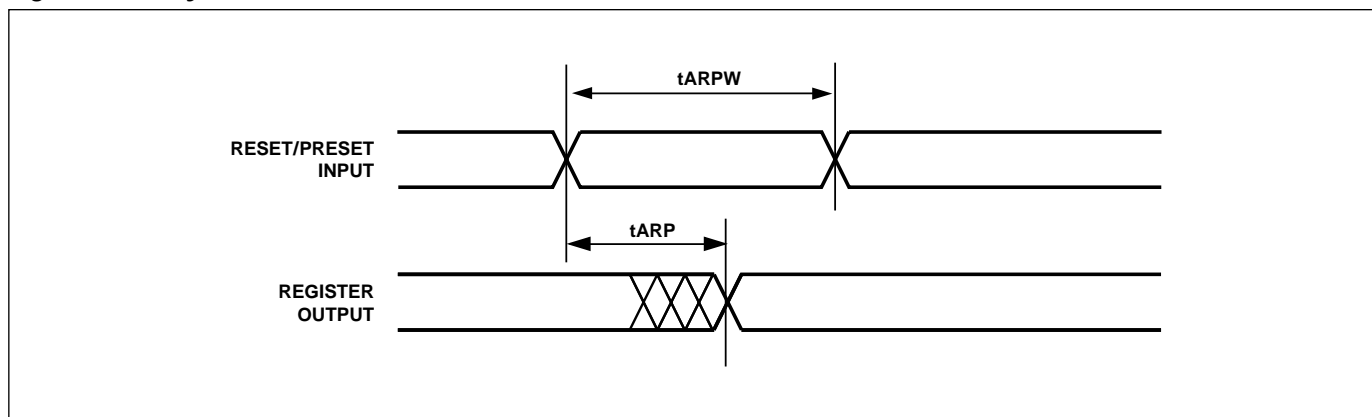 tARPW
RESET/PRESET
INPUT
tARP
REGISTER
OUTPUT